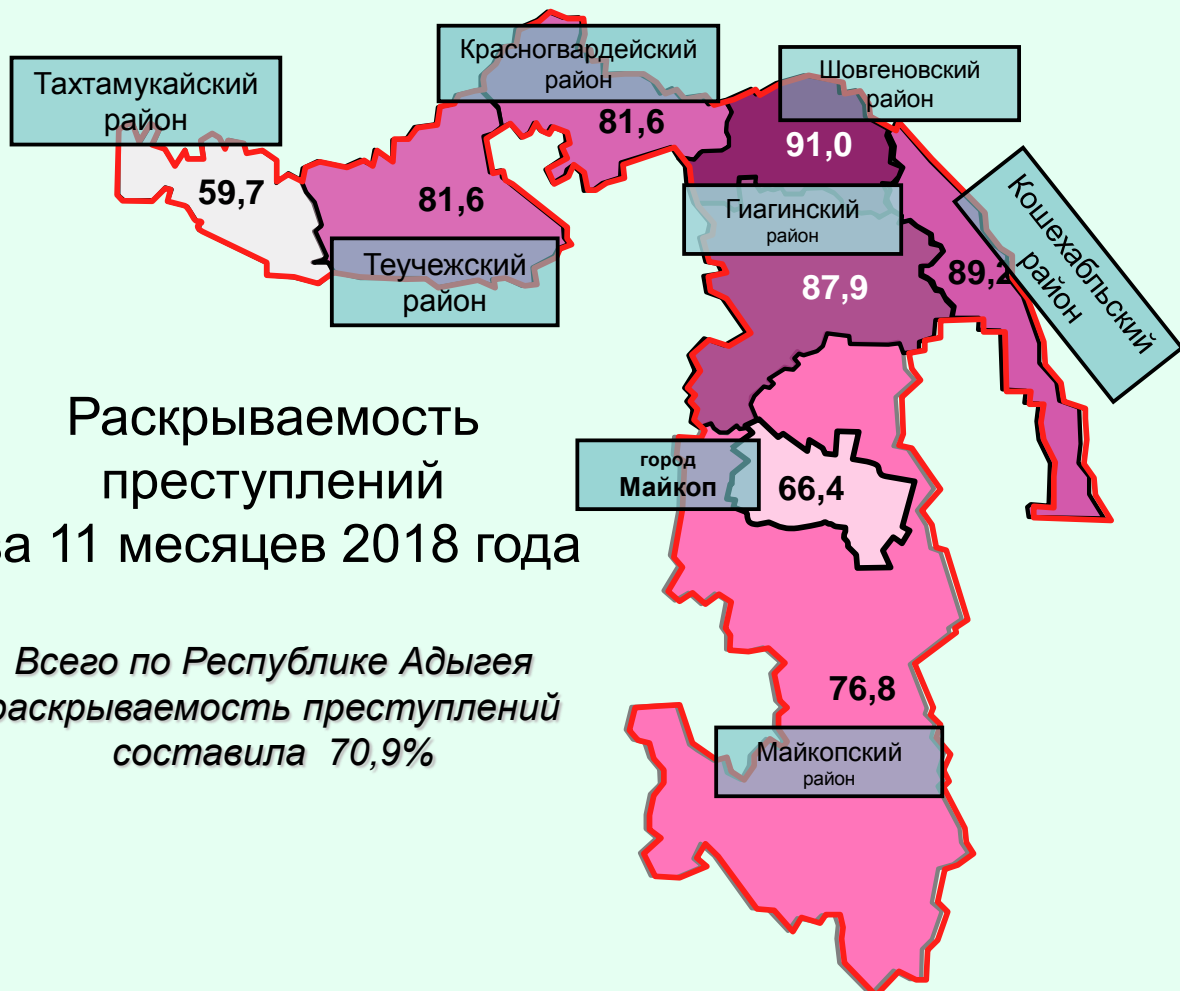 Красногвардейский
район
Шовгеновский
район
Тахтамукайский
район
81,6
91,0
59,7
81,6
Гиагинский
район
Кошехабльский
район
Теучежский
район
87,9
89,2
Раскрываемость
преступлений
за 11 месяцев 2018 года
город
Майкоп
66,4
Всего по Республике Адыгея
раскрываемость преступлений
составила 70,9%
76,8
Майкопский
район